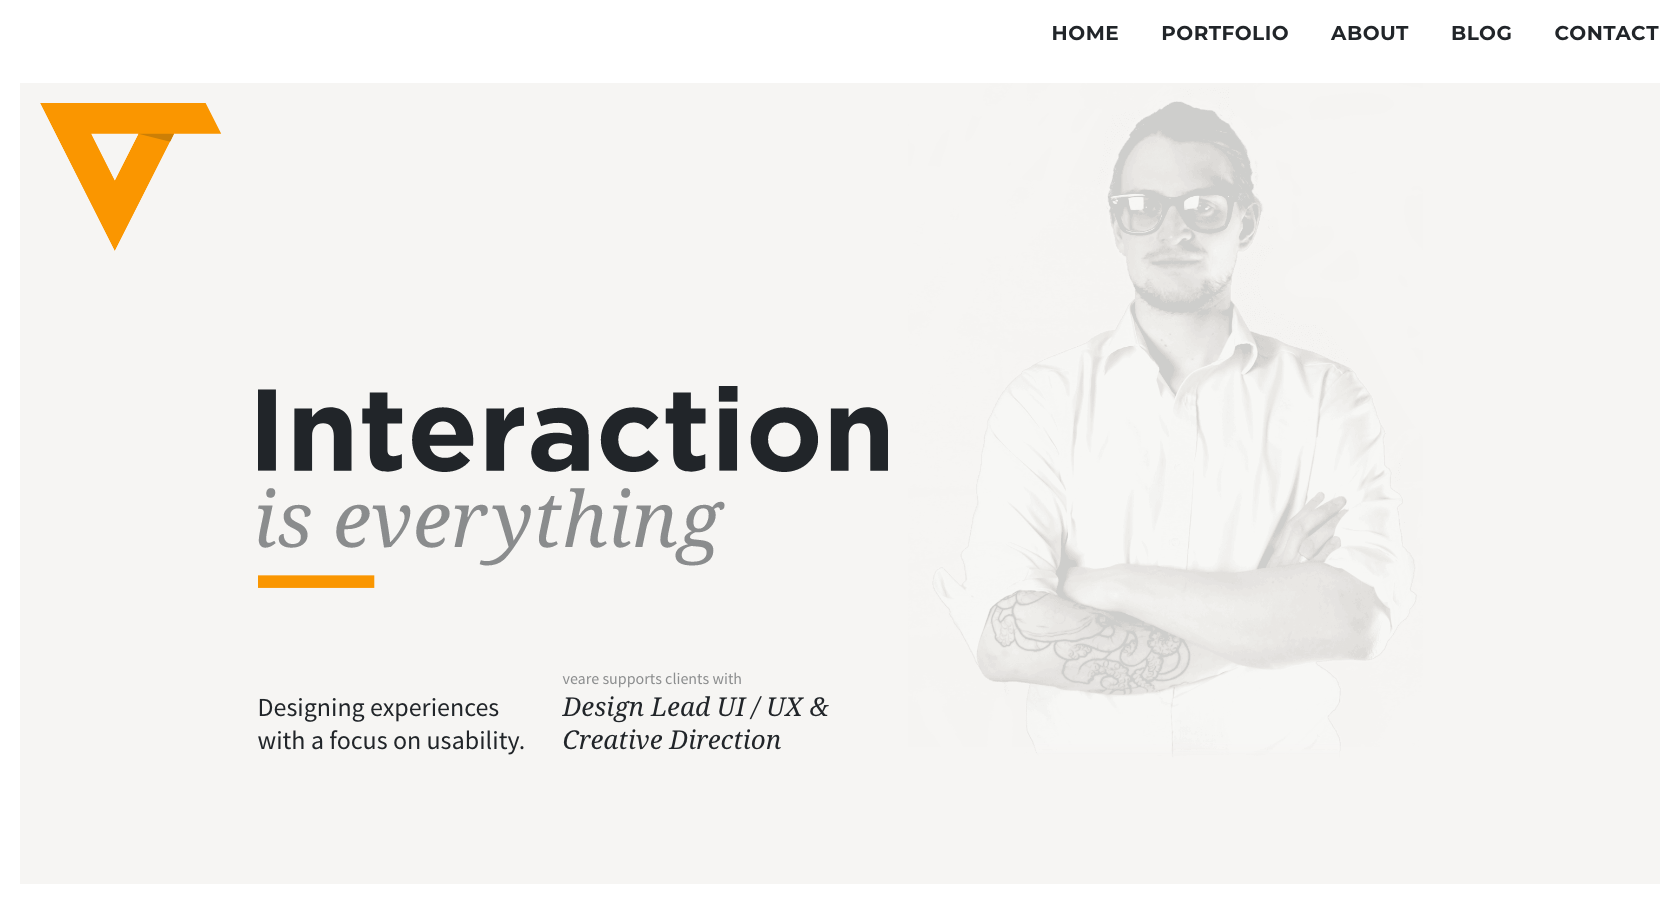 HOME PORTFOLIO ABOUT BLOG CONTACT
Interaction
is everything
Designing experiences
with a focus on usability.
veare supports clients with
Design Lead UI / UX &
Creative Direction